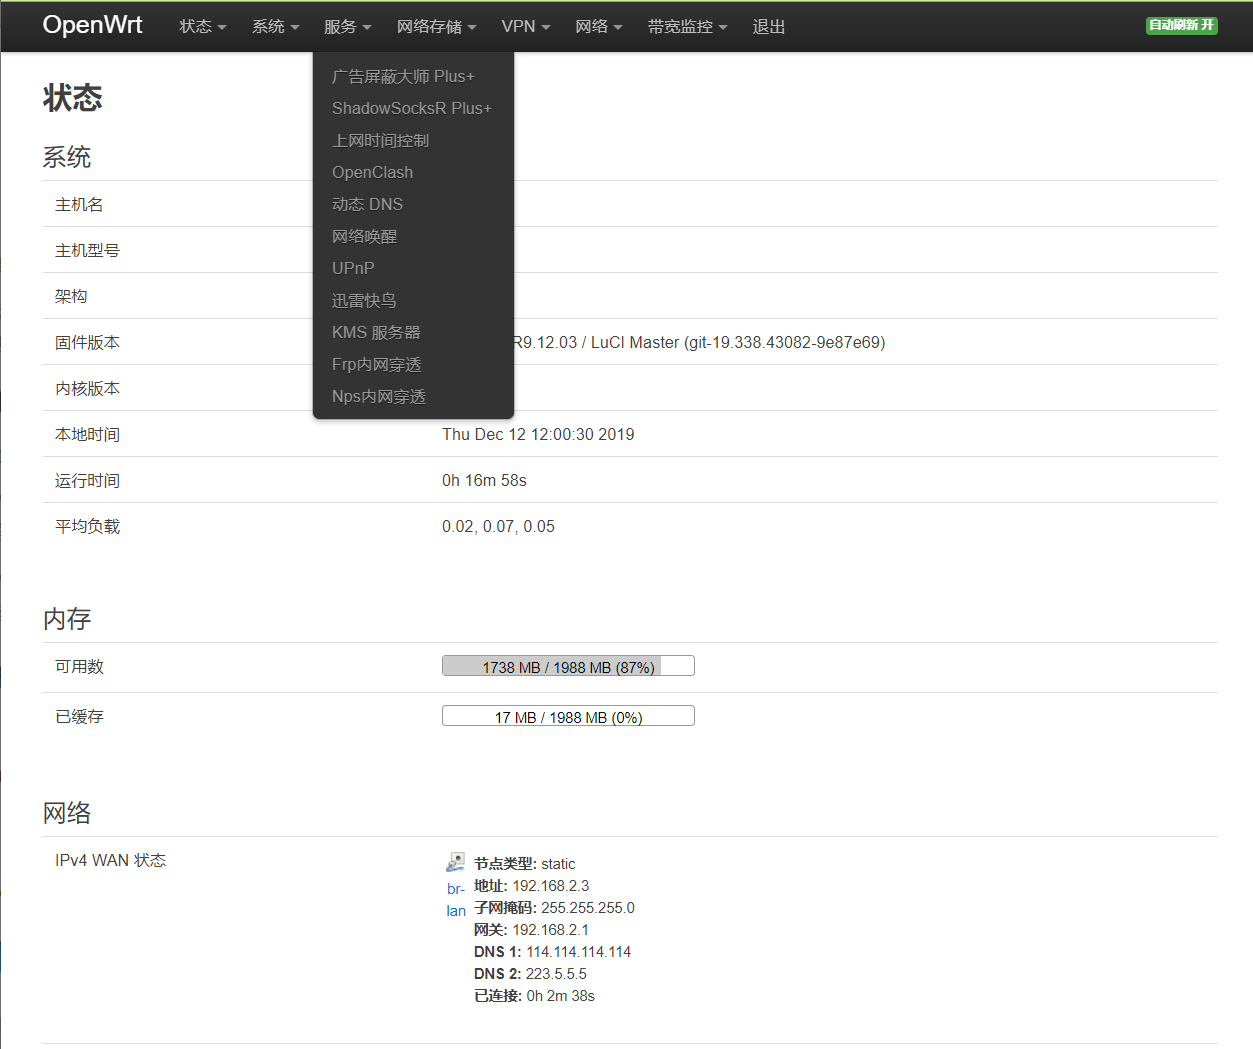 OpenWrt 状态 系统 服务 网络存储 VPN 网络 带宽监控 退出 自动刷新 开
广告屏蔽大师 Plus+
ShadowSocksR Plus+
上网时间控制
OpenClash
动态 DNS
网络唤醒
UPnP
迅雷快鸟
KMS 服务器
Frp内网穿透
Nps内网穿透
状态
系统
主机名
主机型号
架构
固件版本 R9.12.03 / LuCI Master (git-19.338.43082-9e87e69)
内核版本
本地时间 Thu Dec 12 12:00:30 2019
运行时间 0h 16m 58s
平均负载 0.02, 0.07, 0.05
内存
可用数 1738 MB / 1988 MB (87%)
已缓存 17 MB / 1988 MB (0%)
网络
IPv4 WAN 状态
br-
lan
节点类型: static
地址: 192.168.2.3
子网掩码: 255.255.255.0
网关: 192.168.2.1
DNS 1: 114.114.114.114
DNS 2: 223.5.5.5
已连接: 0h 2m 38s